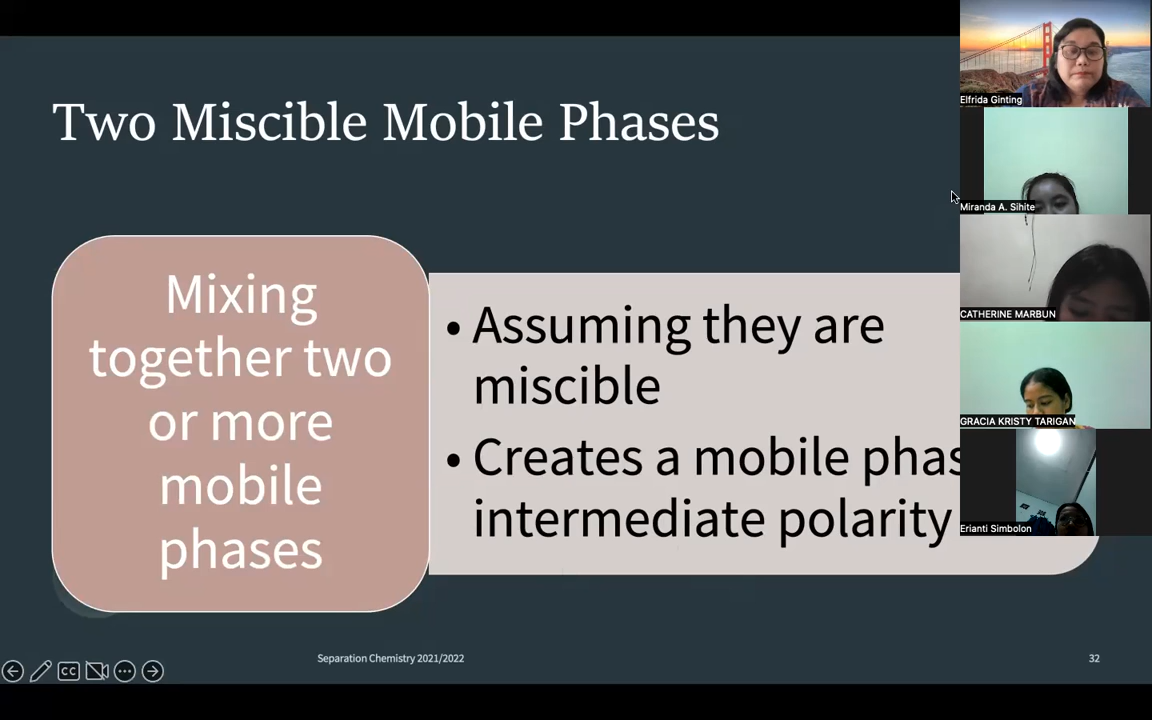 Two Miscible Mobile Phases
Mixing
together two
or more
mobile
phases
• Assuming they are
miscible
• Creates a mobile phas
intermediate polarity
Elfrida Ginting
Miranda A. Sihite
CATHERINE MARBUN
GRACIA KRISTY TARIGAN
Erianti Simbolon
CC
Separation Chemistry 2021/2022
32